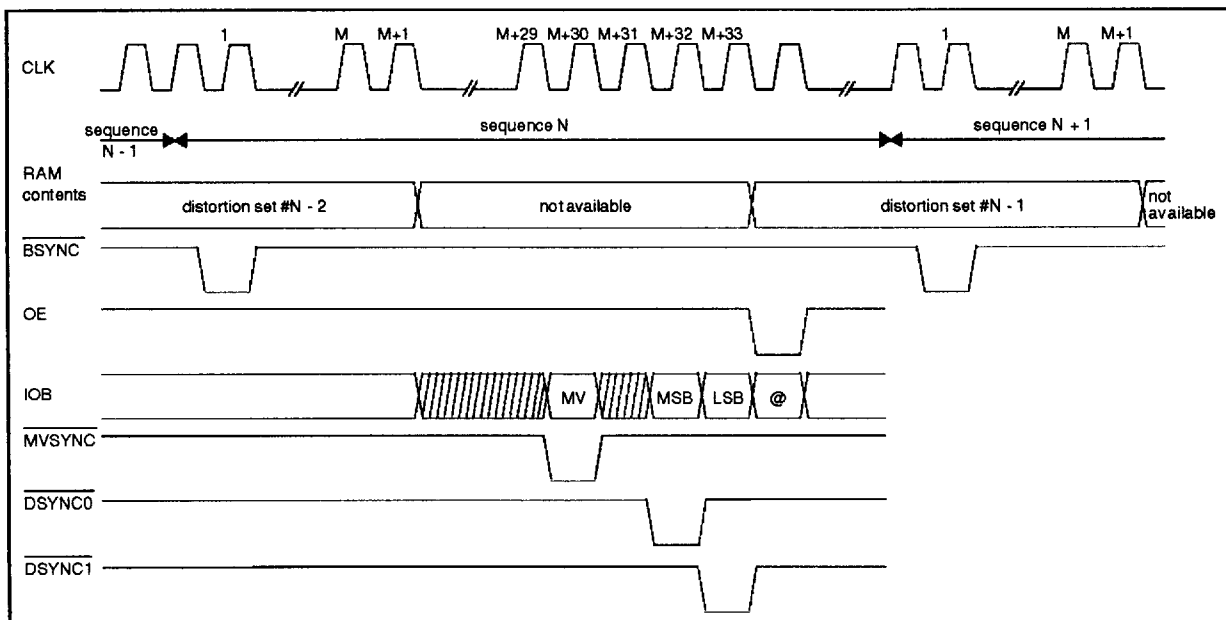 1 M M+1 M+29 M+30 M+31 M+32 M+33 1 M M+1
CLK
sequence N - 1
sequence N
sequence N + 1
RAM contents
distortion set #N - 2
not available
distortion set #N - 1
not available
BSYNC
OE
IOB
MV
MSB
LSB
@
MVSYNC
DSYNC0
DSYNC1